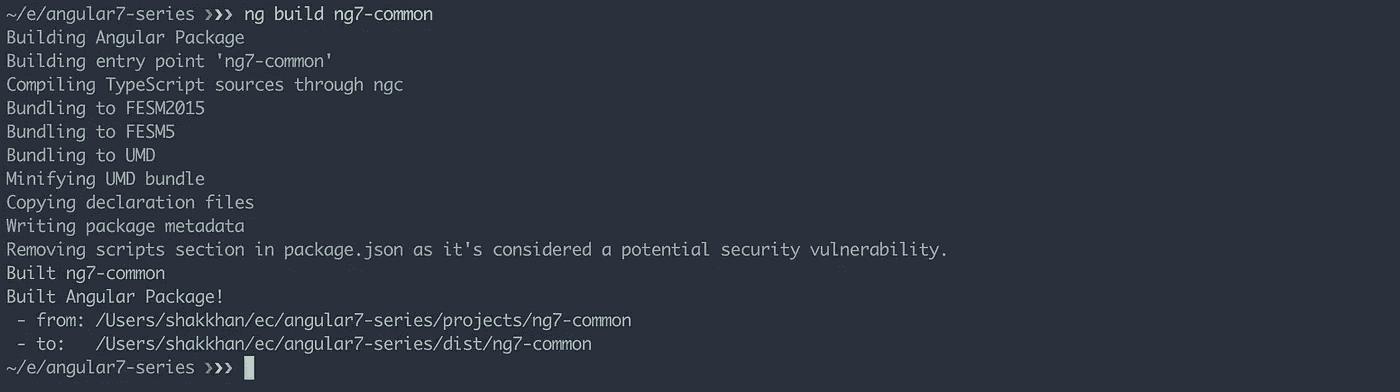 ~/e/angular7-series ❯❯❯ ng build ng7-common
Building Angular Package
Building entry point 'ng7-common'
Compiling TypeScript sources through ngc
Bundling to FESM2015
Bundling to FESM5
Bundling to UMD
Minifying UMD bundle
Copying declaration files
Writing package metadata
Removing scripts section in package.json as it's considered a potential security vulnerability.
Built ng7-common
Built Angular Package!
 - from: /Users/shakkhan/ec/angular7-series/projects/ng7-common
 - to:   /Users/shakkhan/ec/angular7-series/dist/ng7-common
~/e/angular7-series ❯❯❯